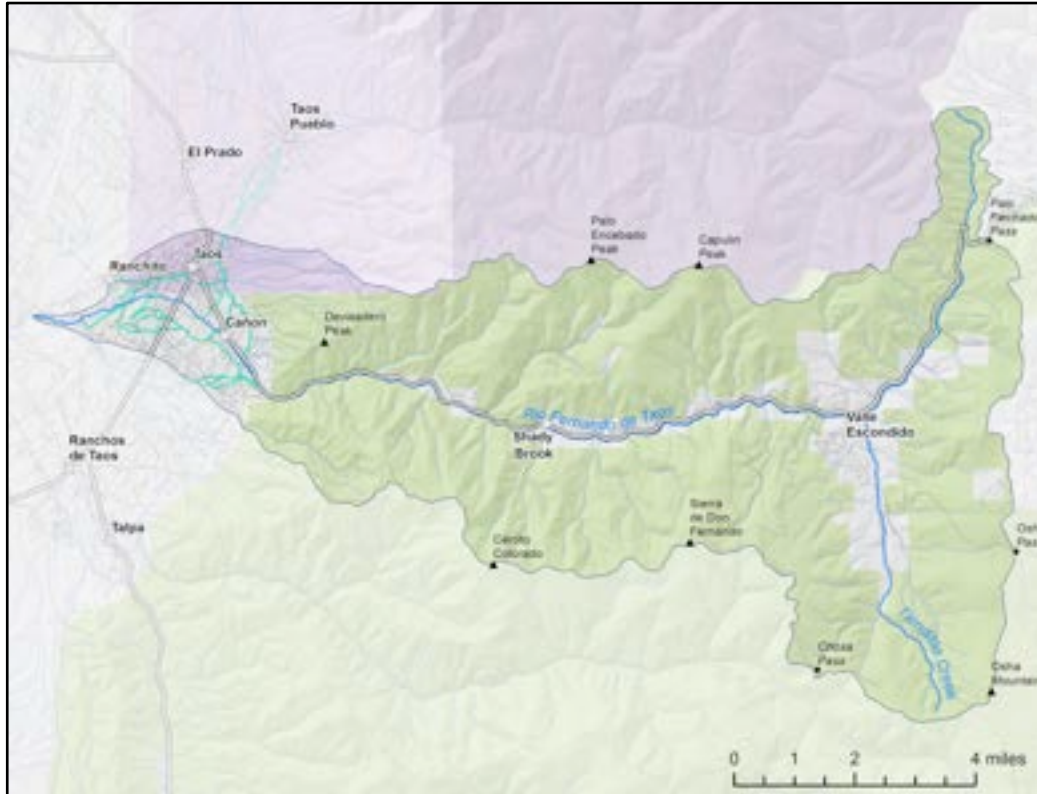 Taos
Pueblo
El Prado
Palo
Encebado
Peak
Capulin
Peak
Palo
Flechado
Pass
Ranchito
Taos
Cañon
Devisadero
Peak
Rio Fernando de Taos
Shady
Brook
Valle
Escondido
Ranchos
de Taos
Talpa
Cerrito
Colorado
Sierra
de Don
Fernando
Pass
Pass
Osha
Mountain
Creek
0 1 2 4 miles